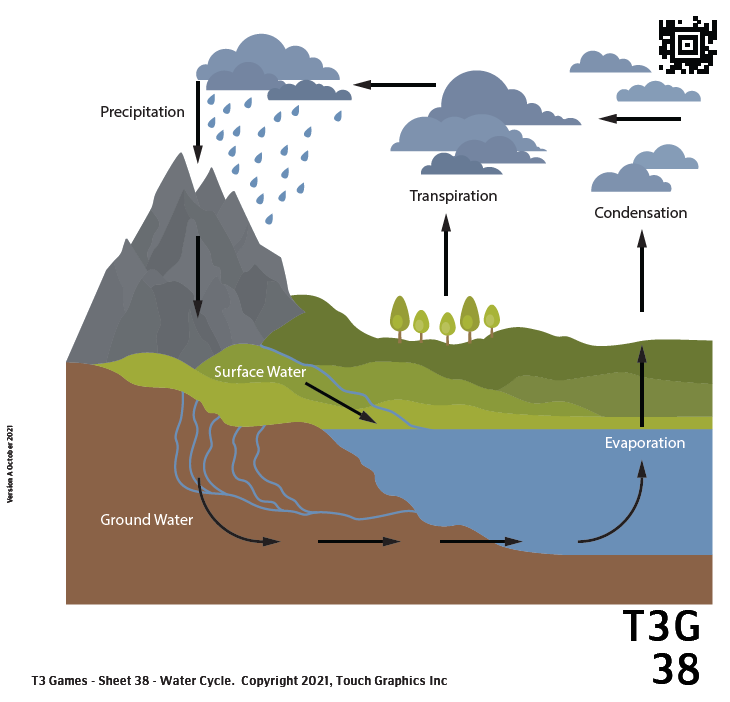 Precipitation
Transpiration
Condensation
Surface Water
Evaporation
Ground Water
Version A October 2021
T3G
38
T3 Games - Sheet 38 - Water Cycle.  Copyright 2021, Touch Graphics Inc